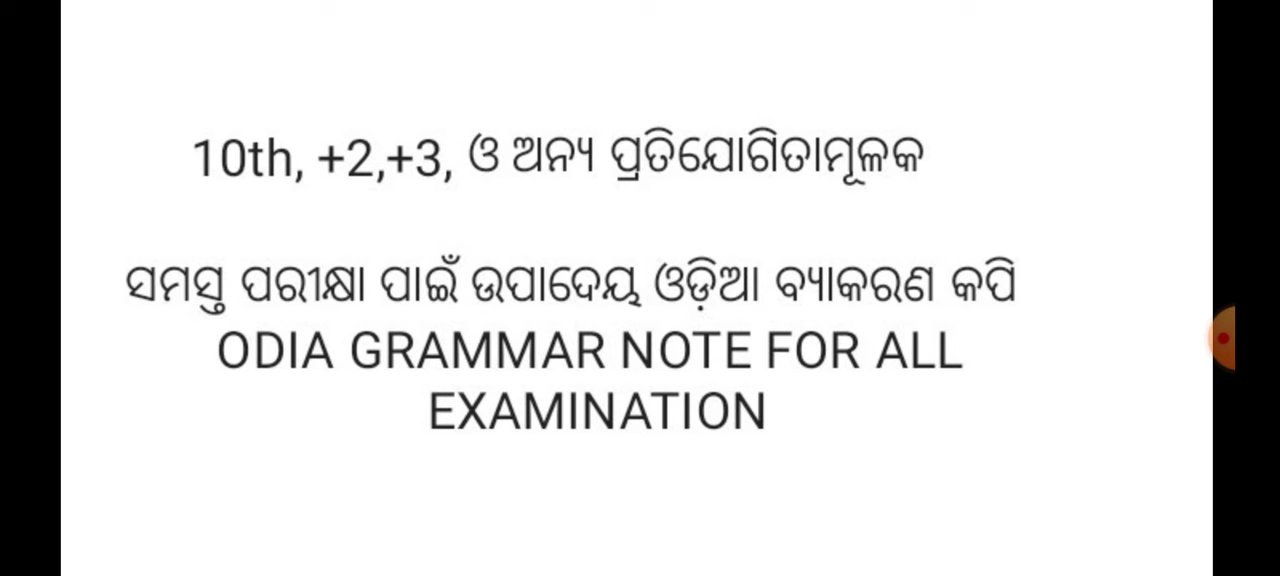 10th, +2,+3, ଓ ଅନ୍ୟ ପ୍ରତିଯୋଗିତାମୂଳକ
ସମସ୍ତ ପରୀକ୍ଷା ପାଇଁ ଉପାଦେୟ ଓଡ଼ିଆ ବ୍ୟାକରଣ କପି
ODIA GRAMMAR NOTE FOR ALL
EXAMINATION